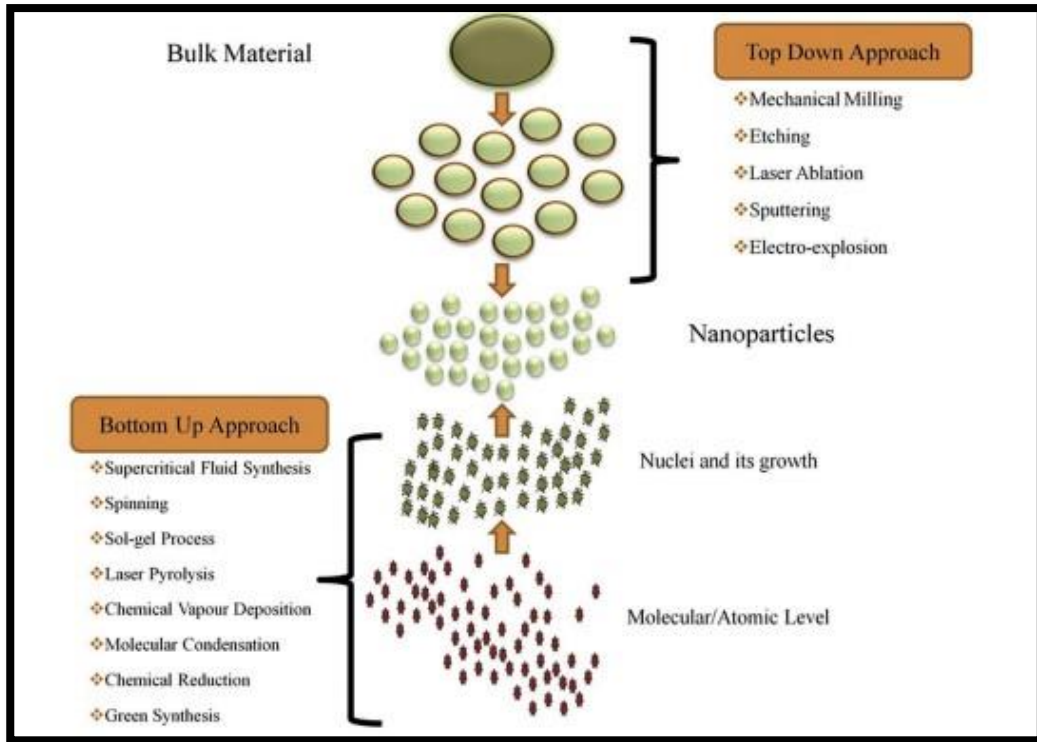 Bulk Material
Top Down Approach
❖Mechanical Milling
❖Etching
❖Laser Ablation
❖Sputtering
❖Electro-explosion
Nanoparticles
Bottom Up Approach
❖Supercritical Fluid Synthesis
❖Spinning
❖Sol-gel Process
❖Laser Pyrolysis
❖Chemical Vapour Deposition
❖Molecular Condensation
❖Chemical Reduction
❖Green Synthesis
Nuclei and its growth
Molecular/Atomic Level